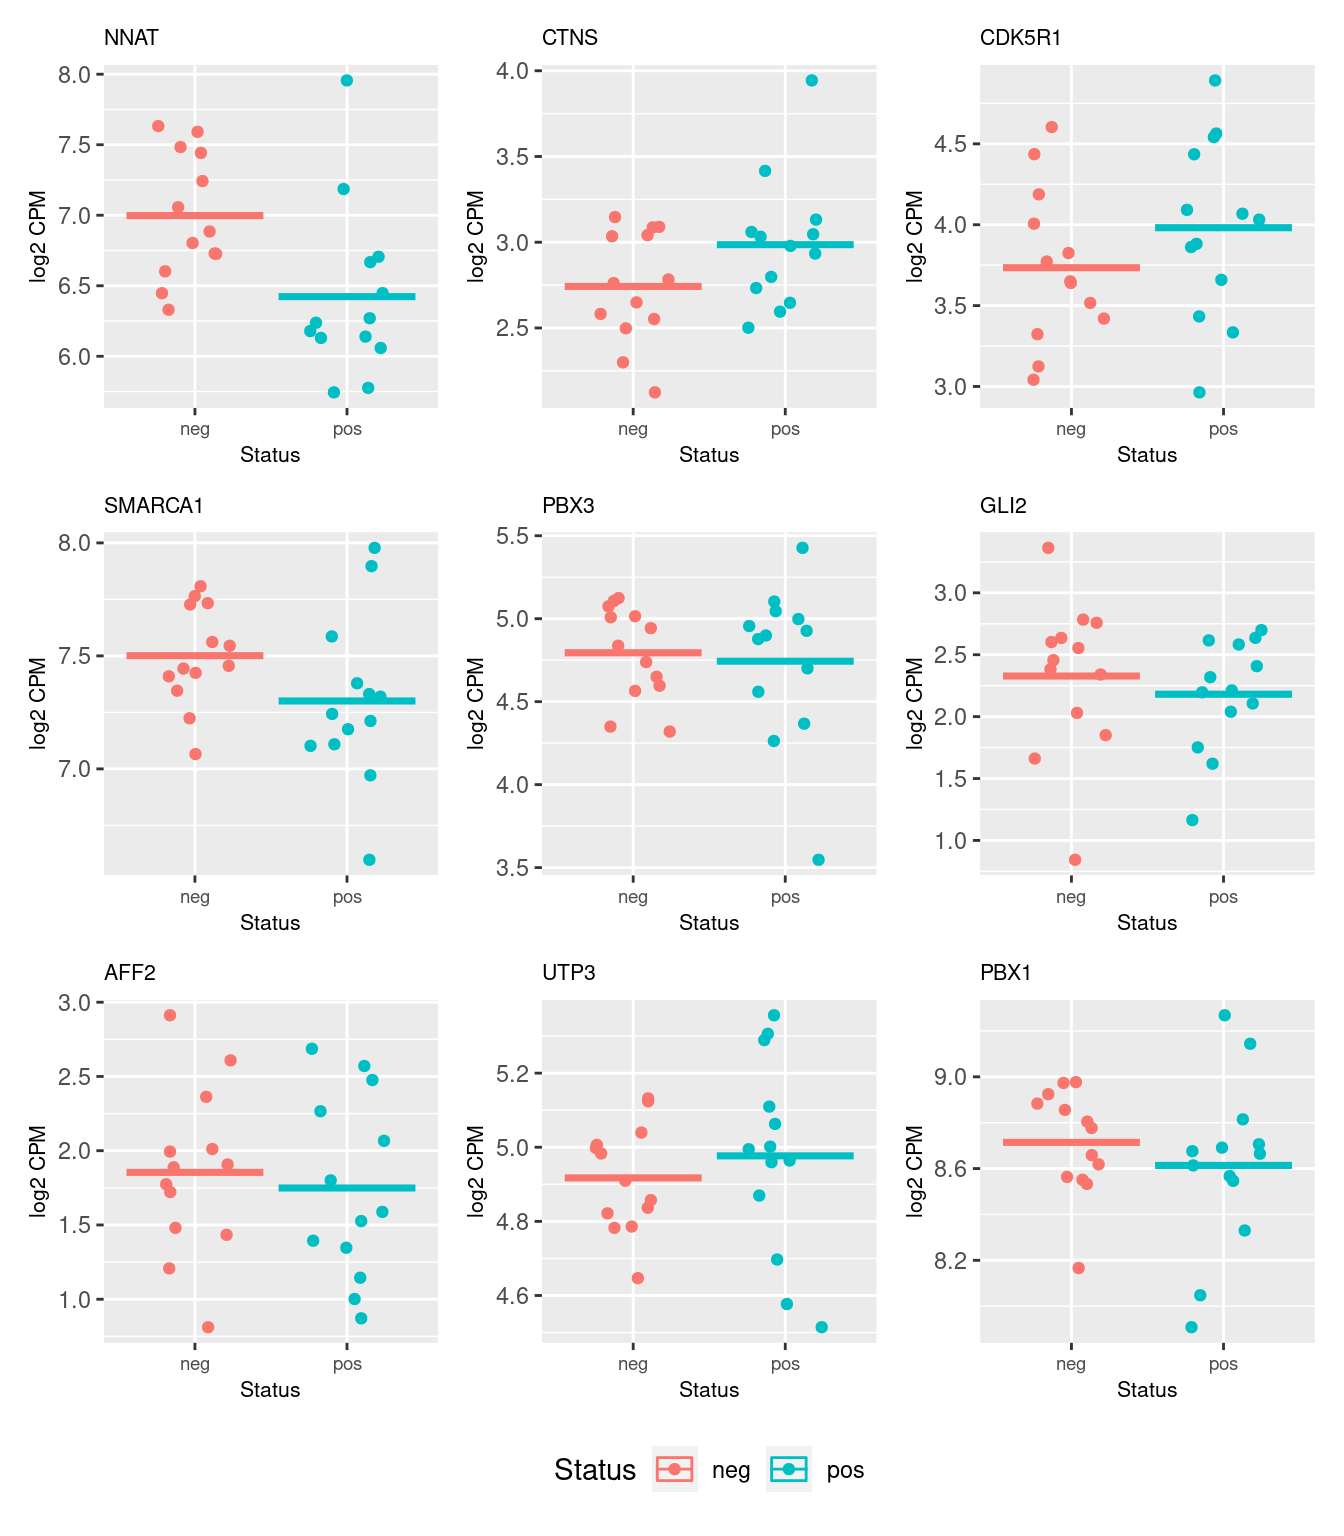 NNAT
CTNS
CDK5R1
8.0
7.5
7.0
6.5
6.0
log2 CPM
neg
pos
Status
4.0
3.5
3.0
2.5
log2 CPM
neg
pos
Status
4.5
4.0
3.5
3.0
log2 CPM
neg
pos
Status
SMARCA1
PBX3
GLI2
8.0
7.5
7.0
log2 CPM
neg
pos
Status
5.5
5.0
4.5
4.0
3.5
log2 CPM
neg
pos
Status
3.0
2.5
2.0
1.5
1.0
log2 CPM
neg
pos
Status
AFF2
UTP3
PBX1
3.0
2.5
2.0
1.5
1.0
log2 CPM
neg
pos
Status
5.2
5.0
4.8
4.6
log2 CPM
neg
pos
Status
9.0
8.6
8.2
log2 CPM
neg
pos
Status
Status neg pos